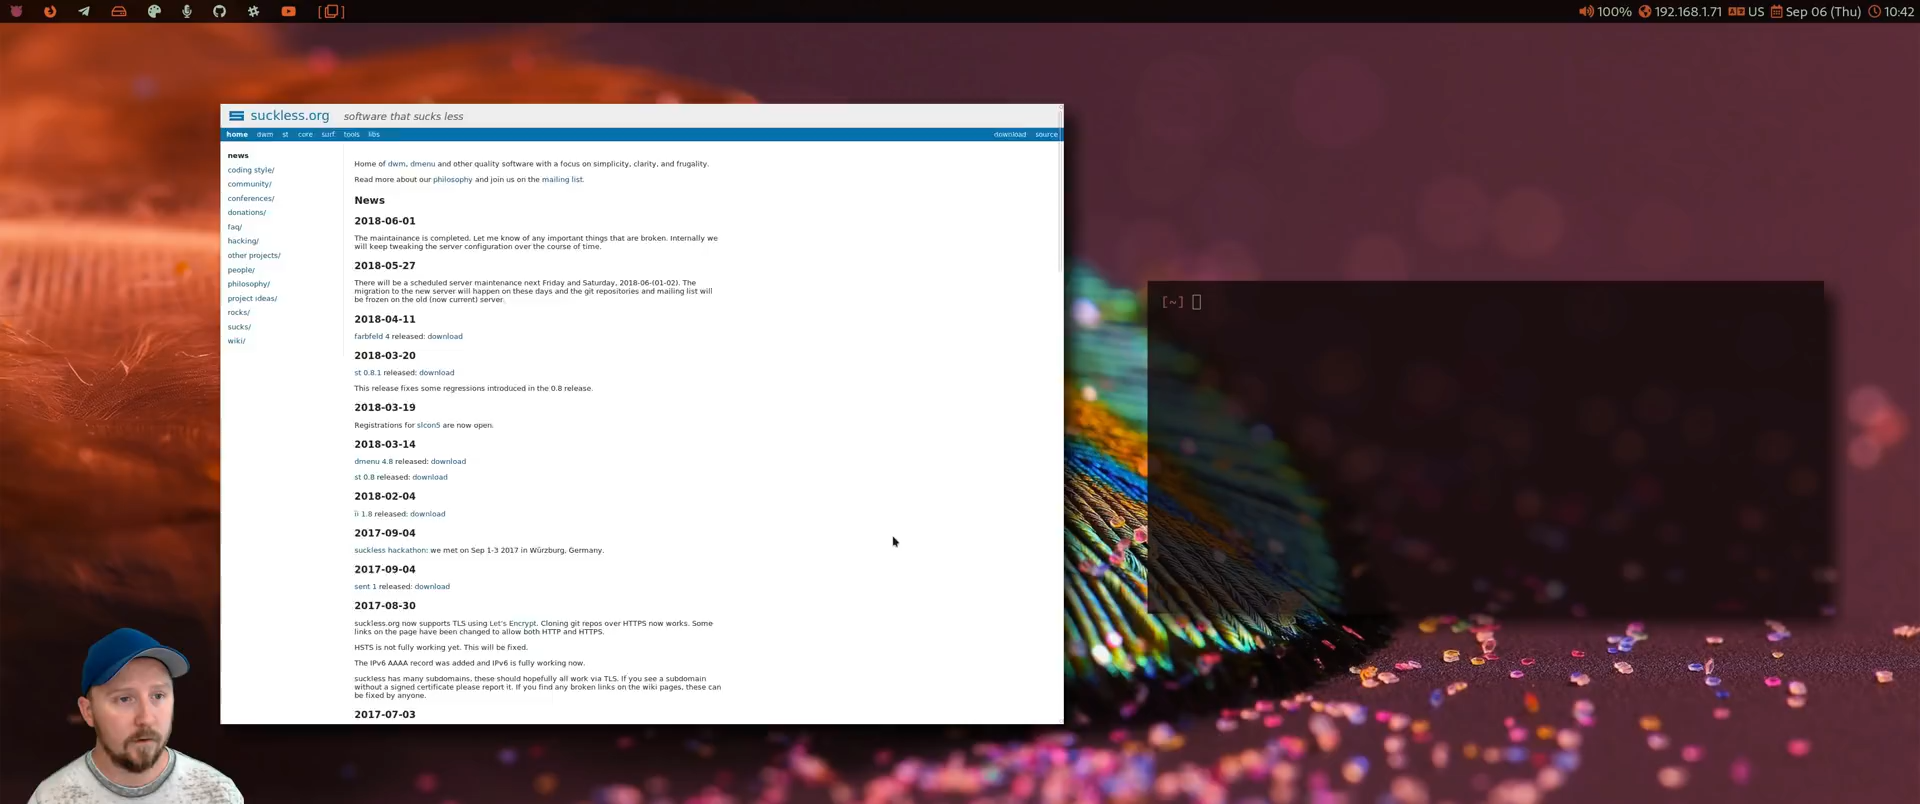 100% 192.168.1.71 US Sep 06 (Thu) 10:42
suckless.org software that sucks less
home dwm st core surf tools libs download source
news
coding style/
community/
conferences/
donations/
faq/
hacking/
other projects/
people/
philosophy/
project ideas/
rocks/
sucks/
wiki/
Home of dwm, dmenu and other quality software with a focus on simplicity, clarity, and frugality.
Read more about our philosophy and join us on the mailing list.
News
2018-06-01
The maintainance is completed. Let me know of any important things that are broken. Internally we
will keep tweaking the server configuration over the course of time.
2018-05-27
There will be a scheduled server maintenance next Friday and Saturday, 2018-06-(01-02). The
migration to the new server will happen on these days and the git repositories and mailing list will
be frozen on the old (now current) server.
2018-04-11
farbfeld 4 released: download
2018-03-20
st 0.8.1 released: download
This release fixes some regressions introduced in the 0.8 release.
2018-03-19
Registrations for slcon5 are now open.
2018-03-14
dmenu 4.8 released: download
st 0.8 released: download
2018-02-04
ii 1.8 released: download
2017-09-04
suckless hackathon: we met on Sep 1-3 2017 in Würzburg, Germany.
2017-09-04
sent 1 released: download
2017-08-30
suckless.org now supports TLS using Let's Encrypt. Cloning git repos over HTTPS now works. Some
links on the page have been changed to allow both HTTP and HTTPS.
HSTS is not fully working yet. This will be fixed.
The IPv6 AAAA record was added and IPv6 is fully working now.
suckless has many subdomains, these should hopefully all work via TLS. If you see a subdomain
without a signed certificate please report it. If you find any broken links on the wiki pages, these can
be fixed by anyone.
2017-07-03
[~]